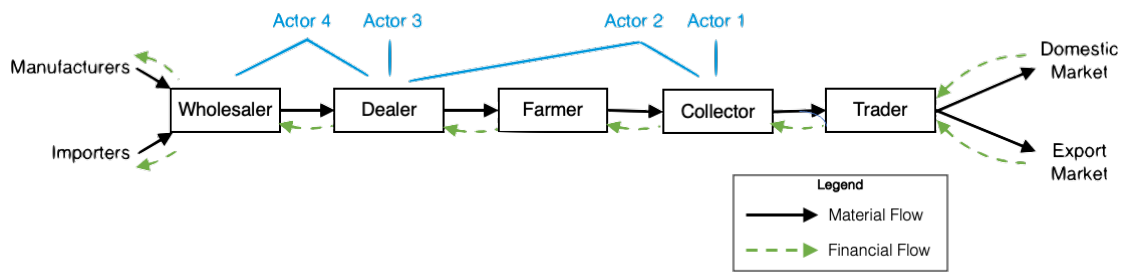 Actor 4
Actor 3
Actor 2
Actor 1
Manufacturers
Domestic
Market
Wholesaler
Dealer
Farmer
Collector
Trader
Importers
Export
Market
Legend
Material Flow
Financial Flow